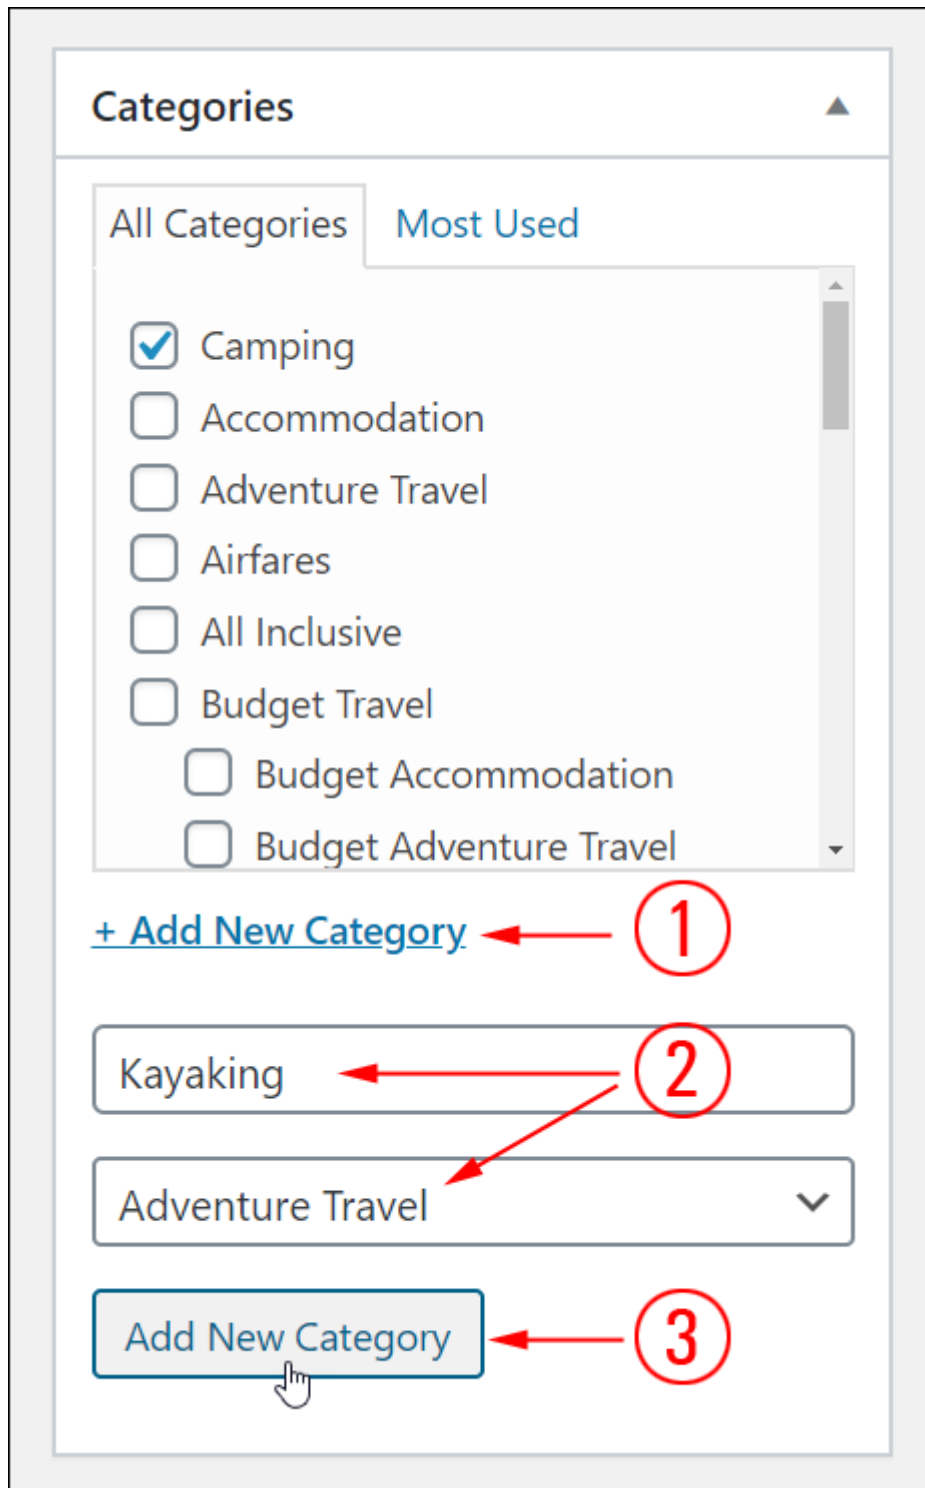 Categories
All Categories Most Used
Camping
Accommodation
Adventure Travel
Airfares
All Inclusive
Budget Travel
Budget Accommodation
Budget Adventure Travel
+ Add New Category 1
Kayaking 2
Adventure Travel
Add New Category 3